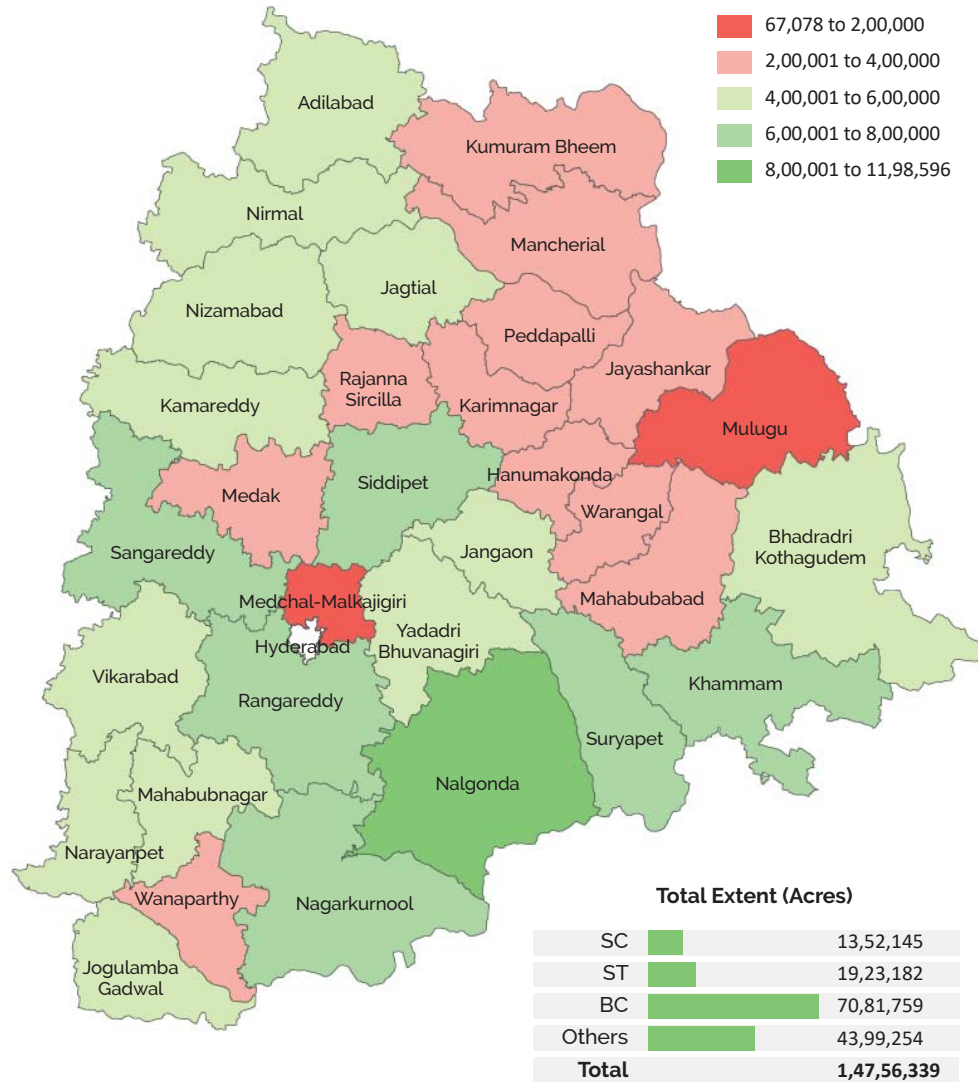 67,078 to 2,00,000
2,00,001 to 4,00,000
4,00,001 to 6,00,000
6,00,001 to 8,00,000
8,00,001 to 11,98,596
Adilabad
Kumuram Bheem
Nirmal
Mancherial
Jagtial
Nizamabad
Peddapalli
Jayashankar
Rajanna
Sircilla
Karimnagar
Kamareddy
Mulugu
Siddipet
Hanumakonda
Medak
Warangal
Bhadradri
Kothagudem
Sangareddy
Jangaon
Medchal-Malkajigiri
Mahabubabad
Yadadri
Bhuvanagiri
Hyderabad
Vikarabad
Rangareddy
Khammam
Suryapet
Nalgonda
Mahabubnagar
Narayanpet
Wanaparthy
Nagarkurnool
Jogulamba
Gadwal
Total Extent (Acres)
SC 13,52,145
ST 19,23,182
BC 70,81,759
Others 43,99,254
Total 1,47,56,339